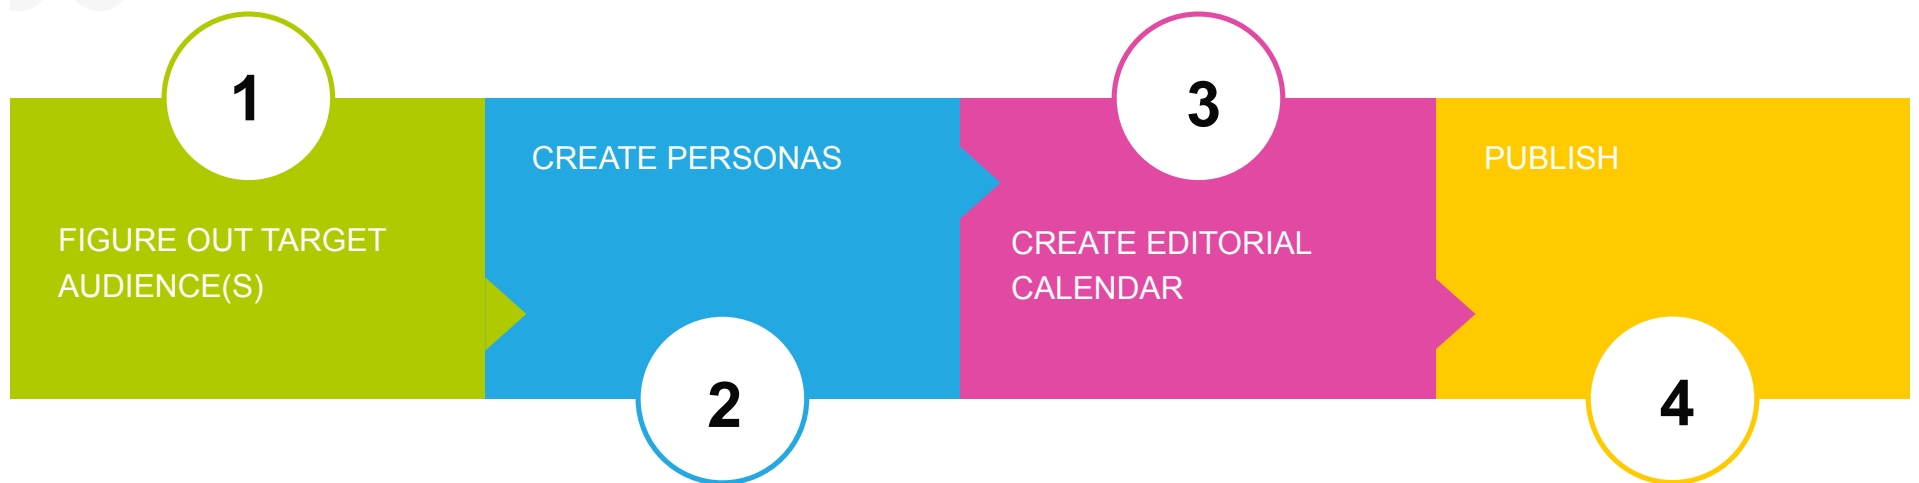 1
FIGURE OUT TARGET
AUDIENCE(S)
CREATE PERSONAS
2
3
CREATE EDITORIAL
CALENDAR
PUBLISH
4